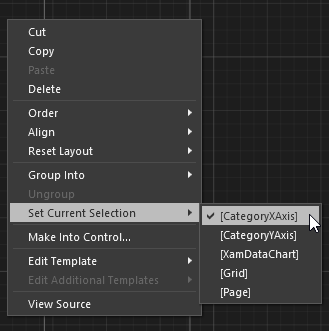 Cut
Copy
Paste
Delete
Order
Align
Reset Layout
Group Into
Ungroup
Set Current Selection
Make Into Control...
Edit Template
Edit Additional Templates
View Source
[CategoryXAxis]
[CategoryYAxis]
[XamDataChart]
[Grid]
[Page]